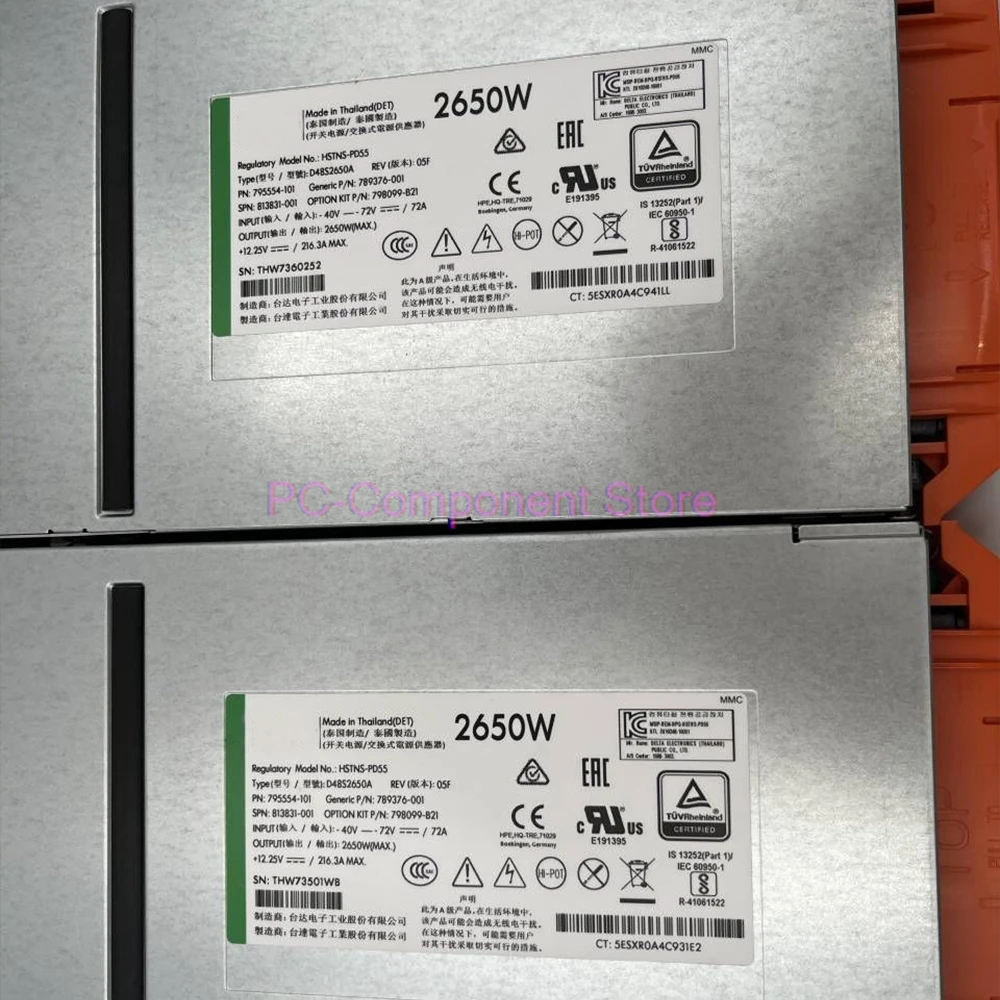 MMC
Made in Thailand(DET)
(泰国制造/ 泰國製造)
(开关电源/交换式電源供應器)
2650W
DELTA ELECTRONICS (THAILAND)
PUBLIC CO., LTD.
EAC
Regulatory Model No.: HSTNS-PD55
Type(型号 / 型號): D48S2650A REV (版本): 05F
PN: 795554-101 Generic P/N: 789376-001
SPN: 813831-001 OPTION KIT P/N: 798099-B21
INPUT(输入 / 輸入): - 40V — - 72V / 72A
OUTPUT(输出 / 輸出): 2650W(MAX.)
+12.25V / 216.3A MAX.
CE
HPE,HQ-TRE,71029
Boeblingen, Germany
c RU US
E191395
TÜVRheinland
CERTIFIED
IS 13252(Part 1)/
IEC 60950-1
R-41061522
CCC
HI-POT
SN: THW7360252
制造商: 台达电子工业股份有限公司
製造商: 台達電子工業股份有限公司
声明
此为A级产品,在生活环境中,
该产品可能会造成无线电干扰.
在这种情况下, 可能需要用户
对其干扰采取切实可行的措施.
CT: 5ESXR0A4C941LL
PC-Component Store
MMC
Made in Thailand(DET)
(泰国制造/ 泰國製造)
(开关电源/交換式電源供應器)
2650W
DELTA ELECTRONICS (THAILAND)
PUBLIC CO., LTD.
EAC
Regulatory Model No.: HSTNS-PD55
Type(型号 / 型號): D48S2650A REV (版本): 05F
PN: 795554-101 Generic P/N: 789376-001
SPN: 813831-001 OPTION KIT P/N: 798099-B21
INPUT(输入 / 輸入): - 40V — - 72V / 72A
OUTPUT(输出 / 輸出): 2650W(MAX.)
+12.25V / 216.3A MAX.
CE
HPE,HQ-TRE,71029
Boeblingen, Germany
c RU US
E191395
TÜVRheinland
CERTIFIED
IS 13252(Part 1)/
IEC 60950-1
R-41061522
CCC
HI-POT
SN: THW73501WB
制造商: 台达电子工业股份有限公司
製造商: 台達電子工業股份有限公司
声明
此为A级产品,在生活环境中,
该产品可能会造成无线电干扰.
在这种情况下, 可能需要用户
对其干扰采取切实可行的措施.
CT: 5ESXR0A4C931E2